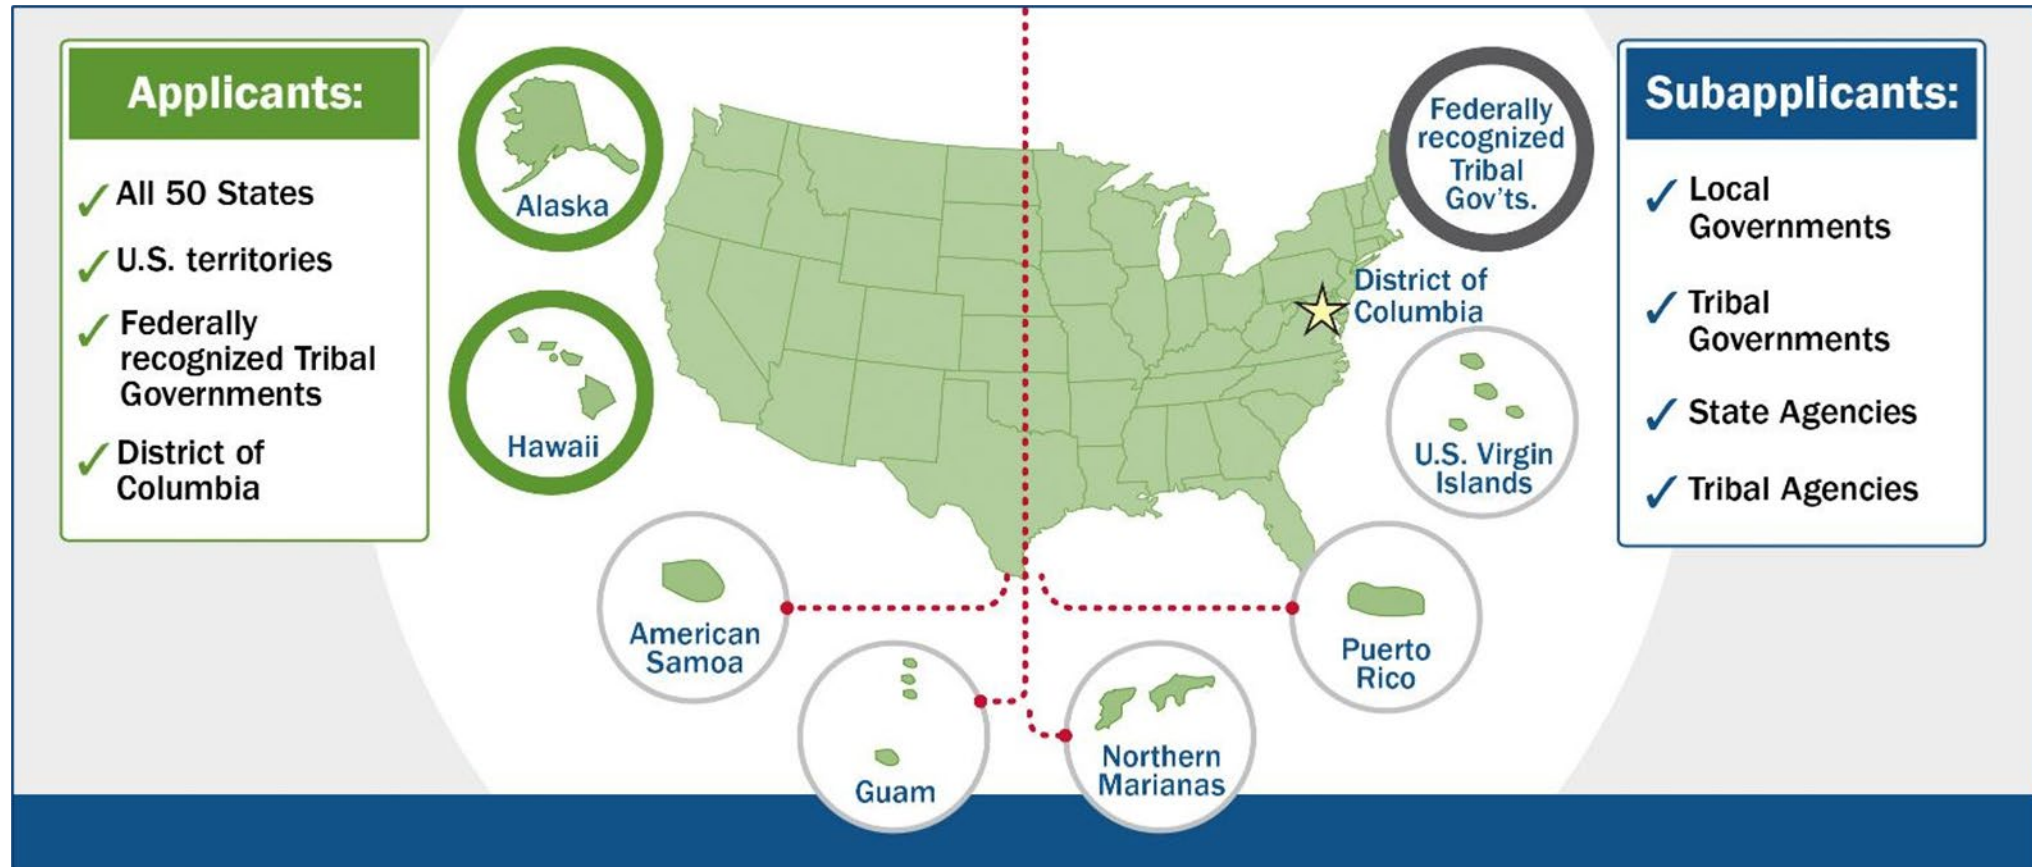 Applicants:
All 50 States
U.S. territories
Federally
recognized Tribal
Governments
District of
Columbia
Alaska
Hawaii
American
Samoa
Guam
Northern
Marianas
Puerto
Rico
U.S. Virgin
Islands
District of
Columbia
Federally
recognized
Tribal
Gov'ts.
Subapplicants:
Local
Governments
Tribal
Governments
State Agencies
Tribal Agencies